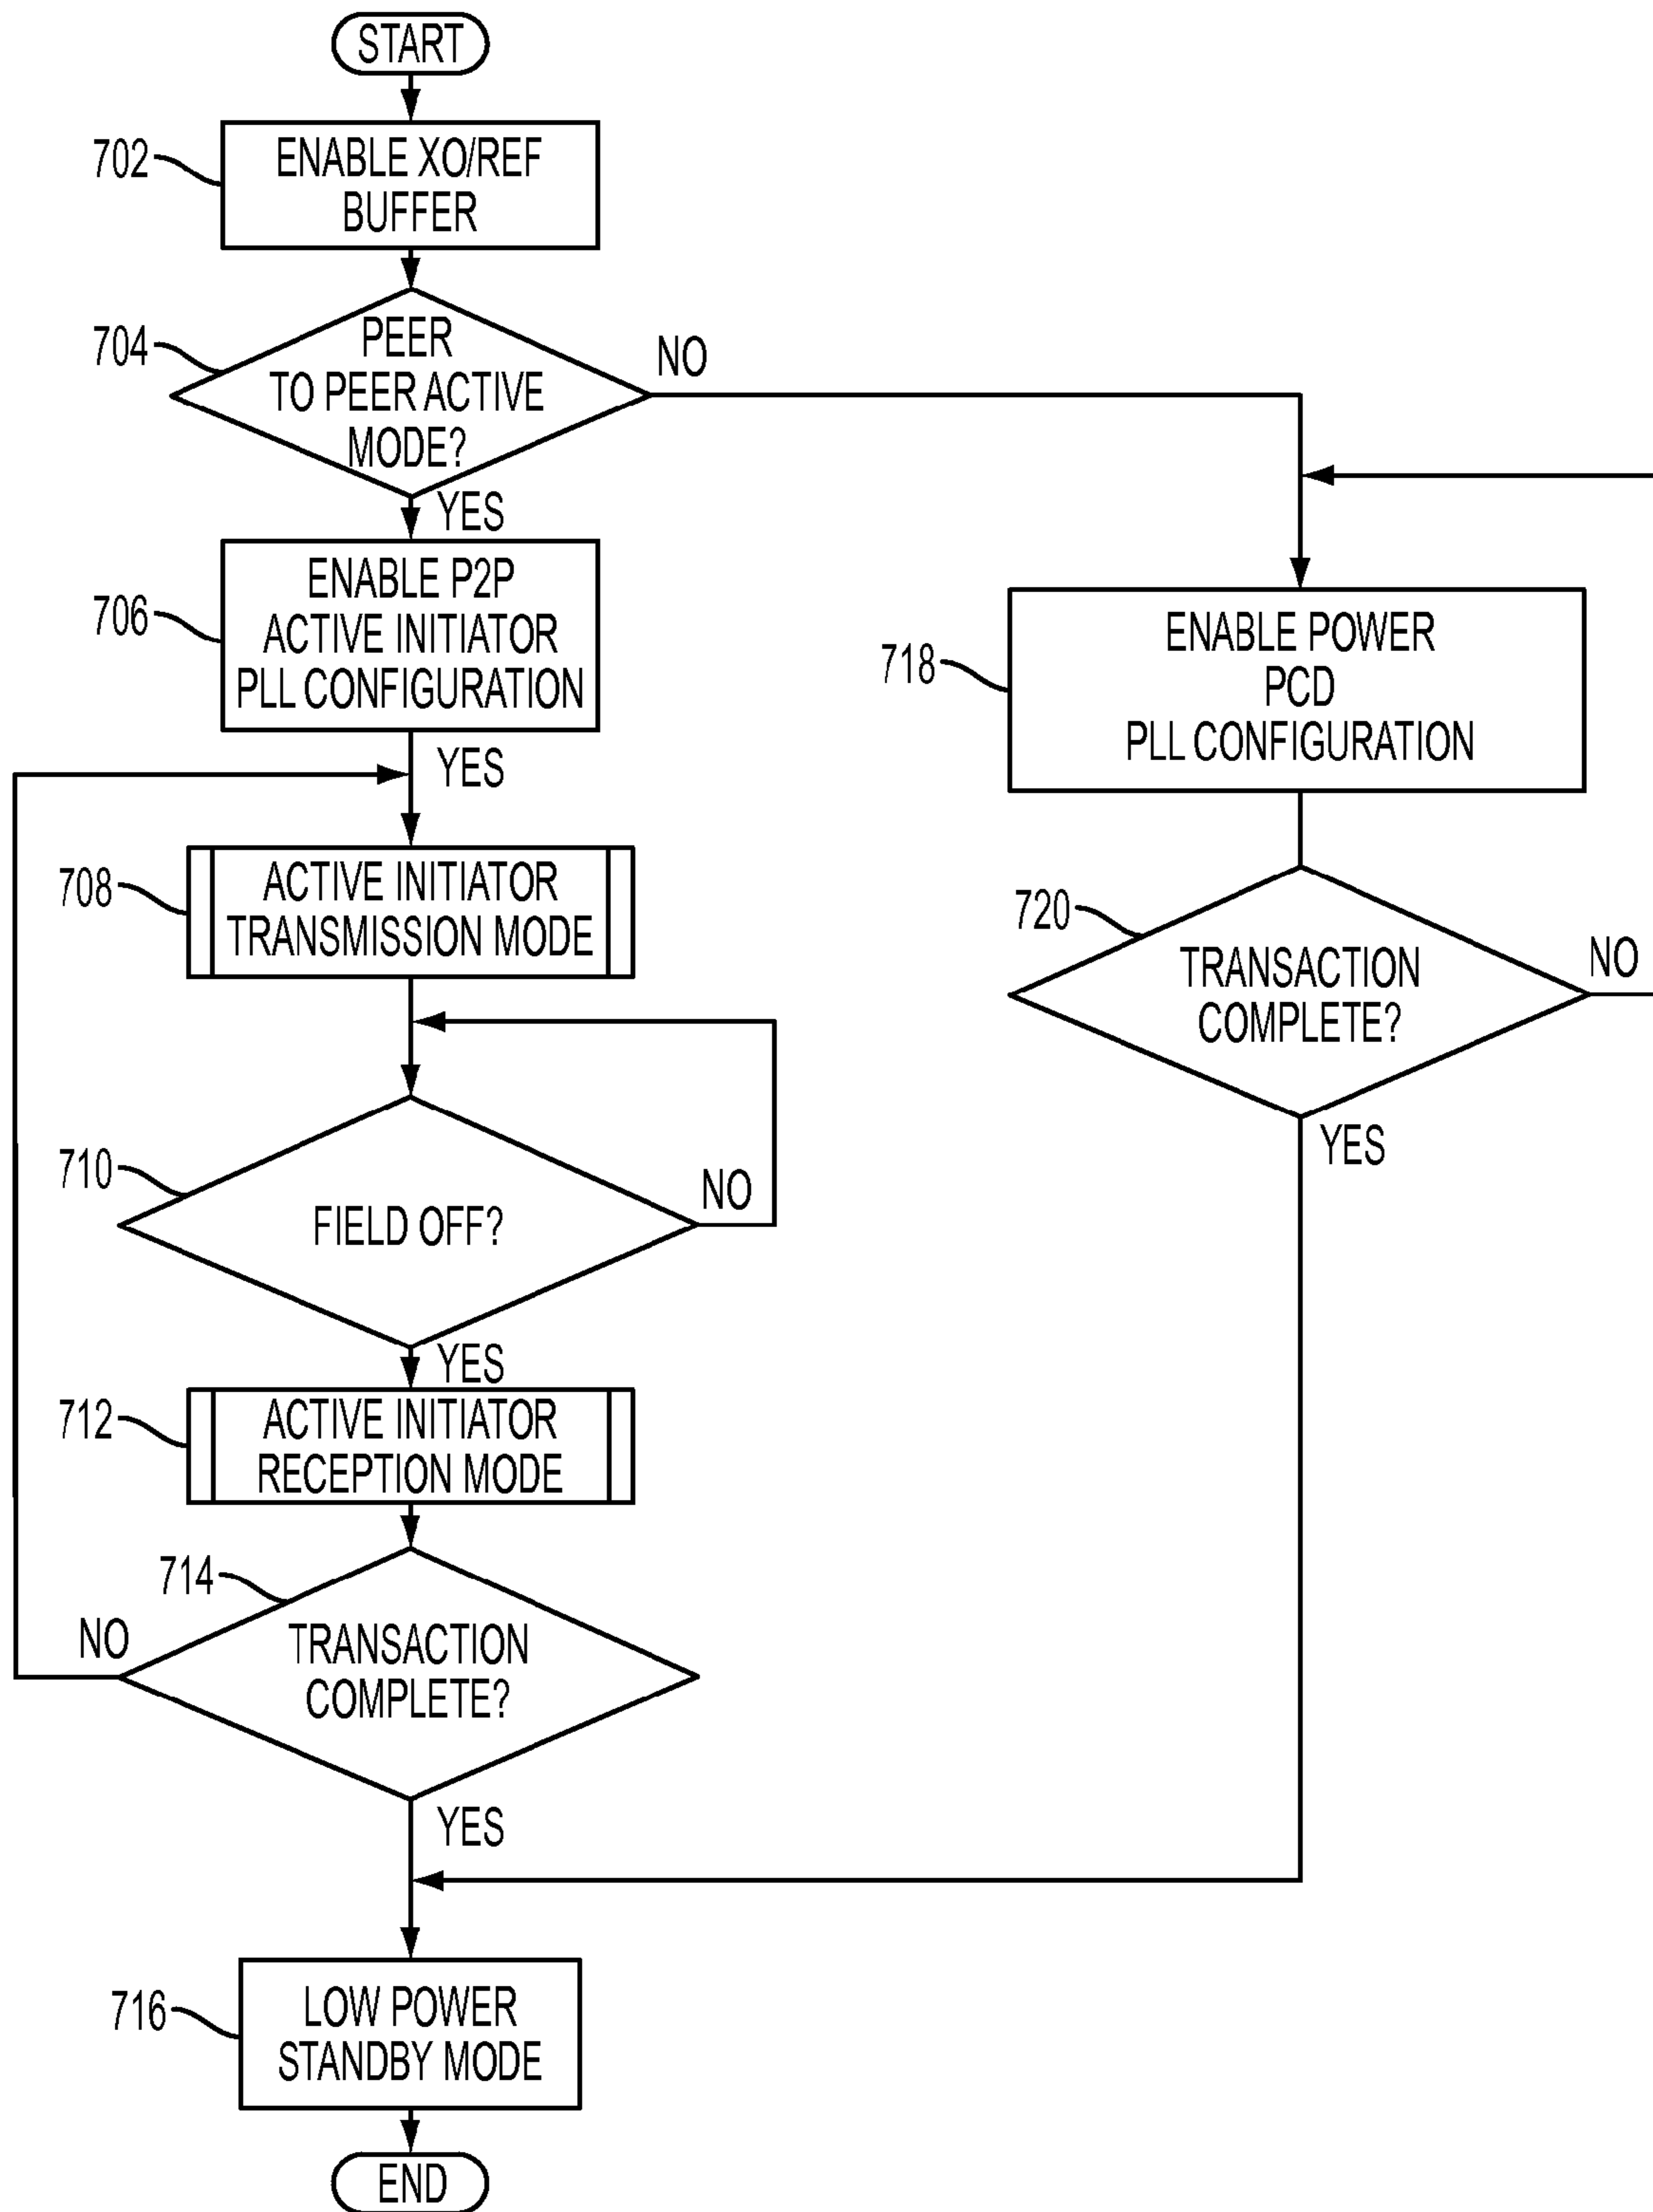 START
702
ENABLE XO/REF
BUFFER
704
PEER
TO PEER ACTIVE
MODE?
NO
YES
706
ENABLE P2P
ACTIVE INITIATOR
PLL CONFIGURATION
YES
708
ACTIVE INITIATOR
TRANSMISSION MODE
710
FIELD OFF?
NO
YES
712
ACTIVE INITIATOR
RECEPTION MODE
714
TRANSACTION
COMPLETE?
NO
YES
716
LOW POWER
STANDBY MODE
END
718
ENABLE POWER
PCD
PLL CONFIGURATION
720
TRANSACTION
COMPLETE?
NO
YES